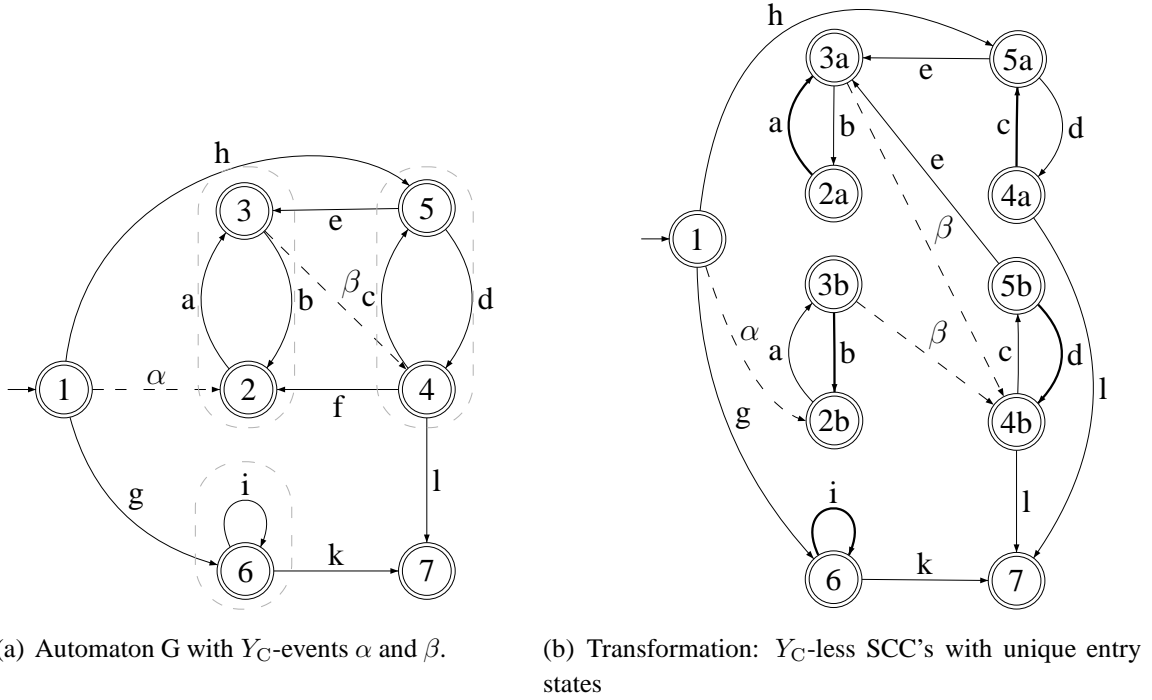 h
3
5
e
a
b
β
c
d
1
α
2
f
4
g
l
i
6
k
7
h
3a
5a
e
a
b
c
d
2a
4a
e
1
β
3b
5b
α
a
b
β
c
d
l
g
2b
4b
i
l
6
k
7
(a) Automaton G with Y_C-events α and β.
(b) Transformation: Y_C-less SCC's with unique entry
states